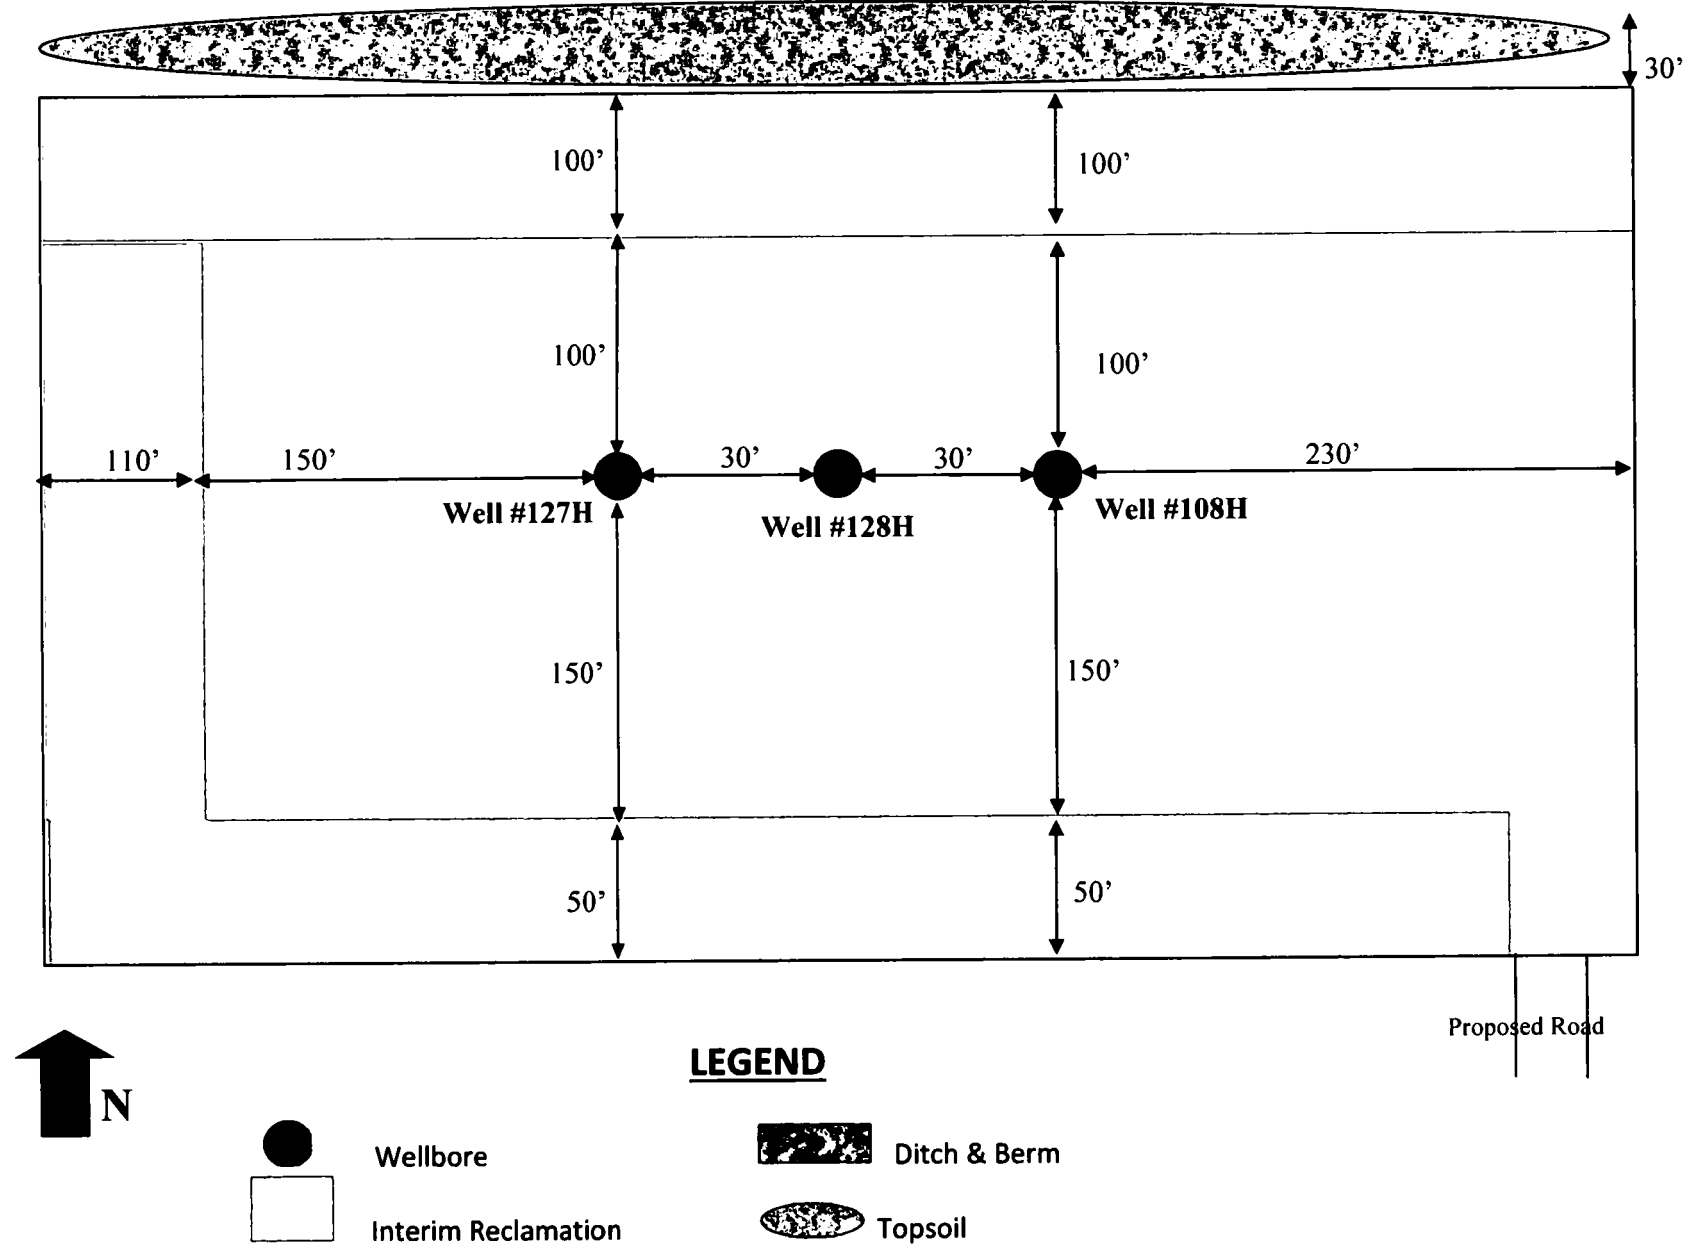 30’
100’ 100’
100’ 100’
110’ 150’ 30’ 30’ 230’
Well #127H Well #128H Well #108H
150’ 150’
50’ 50’
Proposed Road
LEGEND
N
Wellbore Ditch & Berm
Interim Reclamation Topsoil